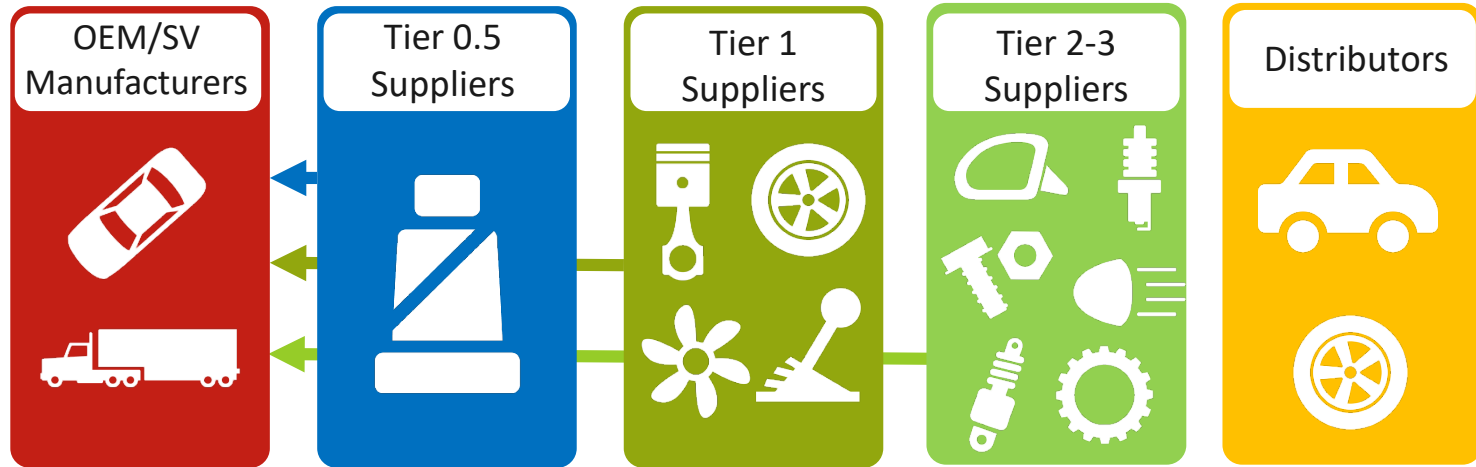 OEM/SV
Manufacturers
Tier 0.5
Suppliers
Tier 1
Suppliers
Tier 2-3
Suppliers
Distributors